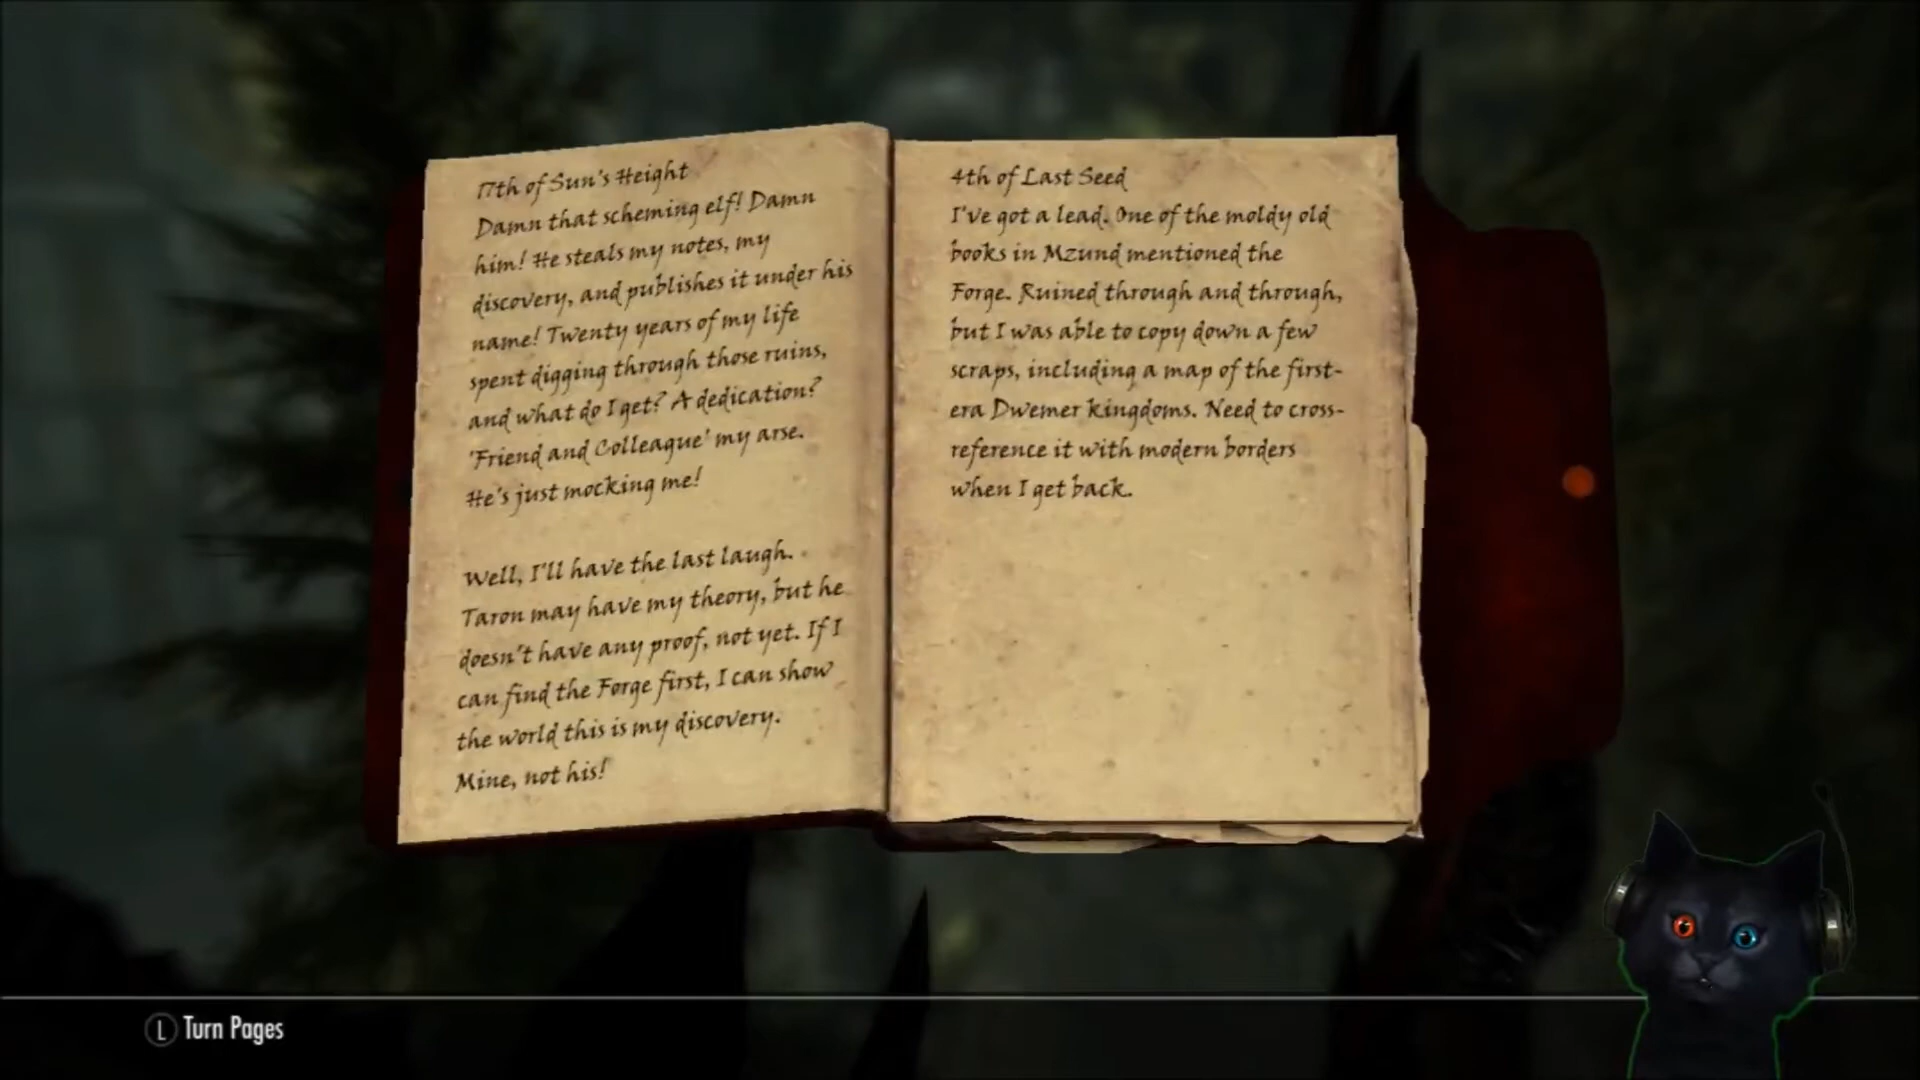 17th of Sun's Height
Damn that scheming elf! Damn
him! He steals my notes, my
discovery, and publishes it under his
name! Twenty years of my life
spent digging through those ruins,
and what do I get? A dedication?
'Friend and Colleague' my arse.
He's just mocking me!
Well, I'll have the last laugh.
Taron may have my theory, but he
doesn't have any proof, not yet. If I
can find the Forge first, I can show
the world this is my discovery.
Mine, not his!
4th of Last Seed
I've got a lead. One of the moldy old
books in Mzund mentioned the
Forge. Ruined through and through,
but I was able to copy down a few
scraps, including a map of the first-
era Dwemer kingdoms. Need to cross-
reference it with modern borders
when I get back.
L Turn Pages